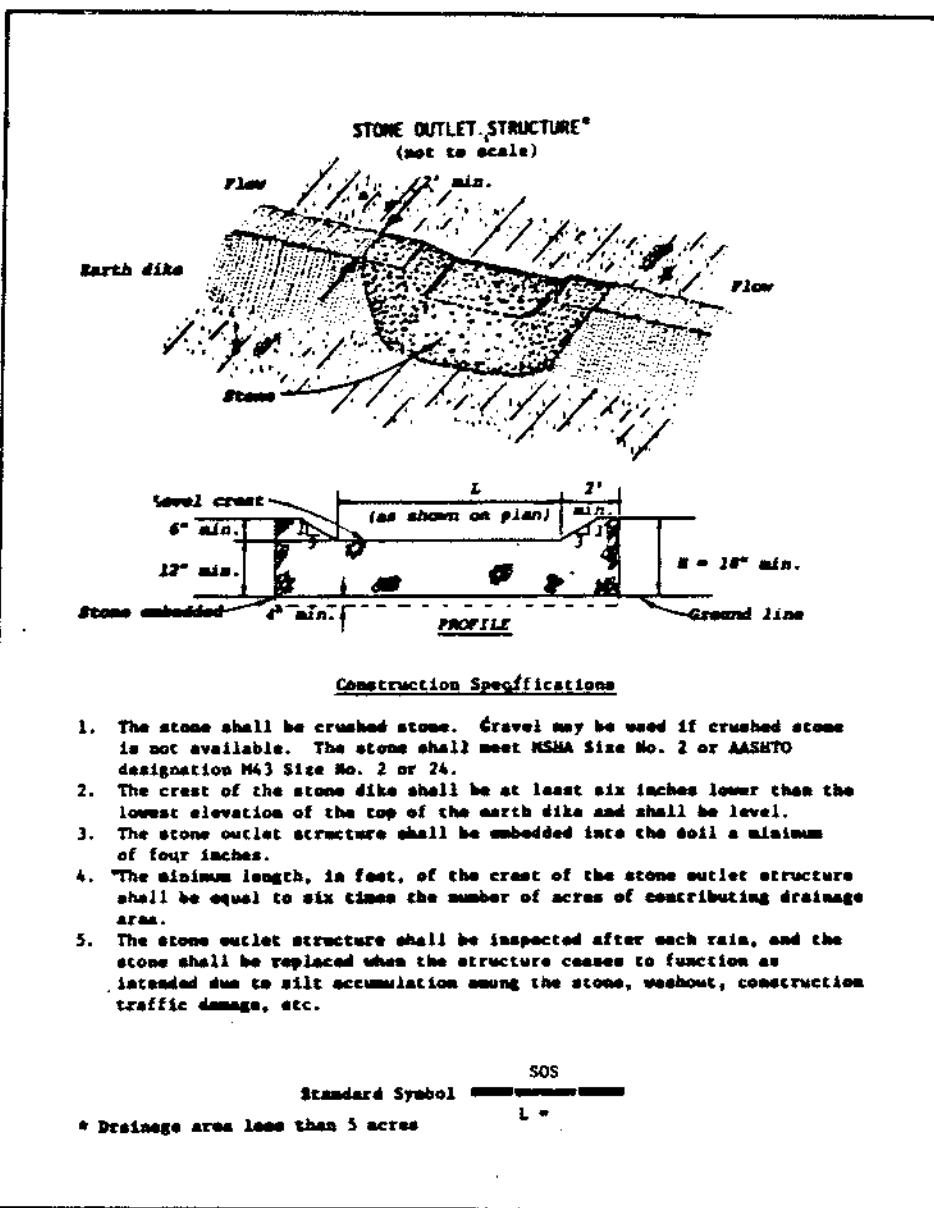 STONE OUTLET STRUCTURE*
(not to scale)
Flow
2' min.
Earth dike
Flow
Stone
Level crest
L
2'
(as shown on plan)
min.
6" min.
1
3
3
1
12" min.
H = 18" min.
Stone embedded
4" min.
Ground line
PROFILE
Construction Specifications
1. The stone shall be crushed stone. Gravel may be used if crushed stone
is not available. The stone shall meet MSHA Size No. 2 or AASHTO
designation M43 Size No. 2 or 24.
2. The crest of the stone dike shall be at least six inches lower than the
lowest elevation of the top of the earth dike and shall be level.
3. The stone outlet structure shall be embedded into the soil a minimum
of four inches.
4. The minimum length, in feet, of the crest of the stone outlet structure
shall be equal to six times the number of acres of contributing drainage
area.
5. The stone outlet structure shall be inspected after each rain, and the
stone shall be replaced when the structure ceases to function as
intended due to silt accumulation among the stone, washout, construction
traffic damage, etc.
SOS
Standard Symbol
L =
* Drainage area less than 5 acres